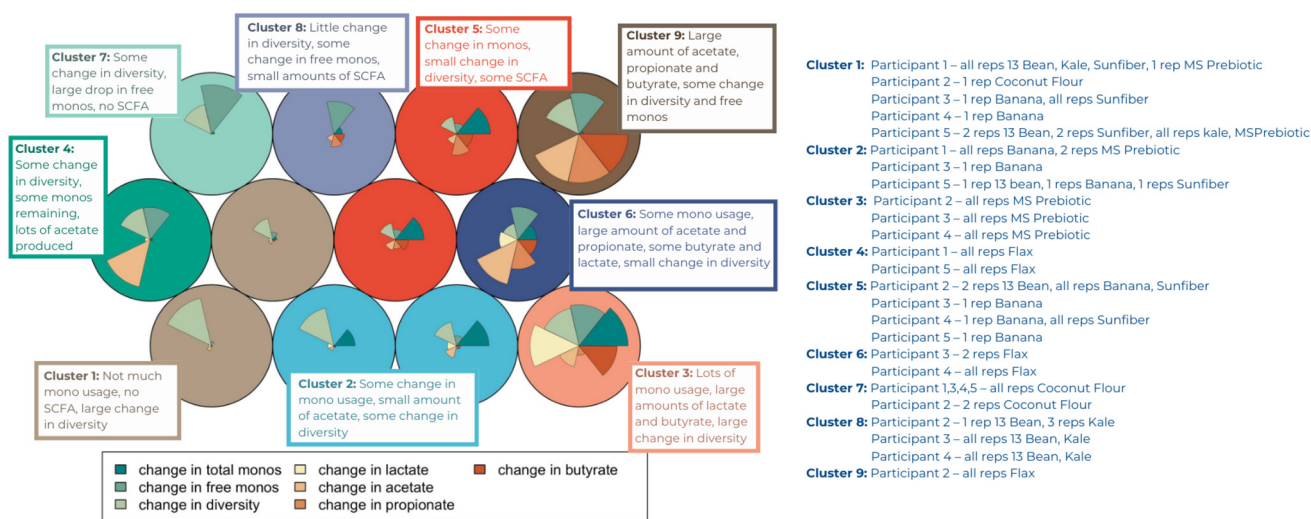 Cluster 7: Some
change in diversity,
large drop in free
monos, no SCFA
Cluster 8: Little change
in diversity, some
change in free monos,
small amounts of SCFA
Cluster 5: Some
change in monos,
small change in
diversity, some SCFA
Cluster 9: Large
amount of acetate,
propionate and
butyrate, some change
in diversity and free
monos
Cluster 4:
Some change
in diversity,
some monos
remaining,
lots of acetate
produced
Cluster 6: Some mono usage,
large amount of acetate and
propionate, some butyrate and
lactate, small change in diversity
Cluster 1: Not much
mono usage, no
SCFA, large change
in diversity
Cluster 2: Some change in
mono usage, small amount
of acetate, some change in
diversity
Cluster 3: Lots of
mono usage, large
amounts of lactate
and butyrate, large
change in diversity
change in total monos
change in free monos
change in diversity
change in lactate
change in acetate
change in propionate
change in butyrate
Cluster 1: Participant 1 – all reps 13 Bean, Kale, Sunfiber, 1 rep MS Prebiotic
Participant 2 – 1 rep Coconut Flour
Participant 3 – 1 rep Banana, all reps Sunfiber
Participant 4 – 1 rep Banana
Participant 5 – 2 reps 13 Bean, 2 reps Sunfiber, all reps kale, MSPrebiotic
Cluster 2: Participant 1 – all reps Banana, 2 reps MS Prebiotic
Participant 3 – 1 rep Banana
Participant 5 – 1 rep 13 bean, 1 reps Banana, 1 reps Sunfiber
Cluster 3: Participant 2 – all reps MS Prebiotic
Participant 3 – all reps MS Prebiotic
Participant 4 – all reps MS Prebiotic
Cluster 4: Participant 1 – all reps Flax
Participant 5 – all reps Flax
Cluster 5: Participant 2 – 2 reps 13 Bean, all reps Banana, Sunfiber
Participant 3 – 1 rep Banana
Participant 4 – 1 rep Banana, all reps Sunfiber
Participant 5 – 1 rep Banana
Cluster 6: Participant 3 – 2 reps Flax
Participant 4 – all reps Flax
Cluster 7: Participant 1,3,4,5 – all reps Coconut Flour
Participant 2 – 2 reps Coconut Flour
Cluster 8: Participant 2 – 1 rep 13 Bean, 3 reps Kale
Participant 3 – all reps 13 Bean, Kale
Participant 4 – all reps 13 Bean, Kale
Cluster 9: Participant 2 – all reps Flax